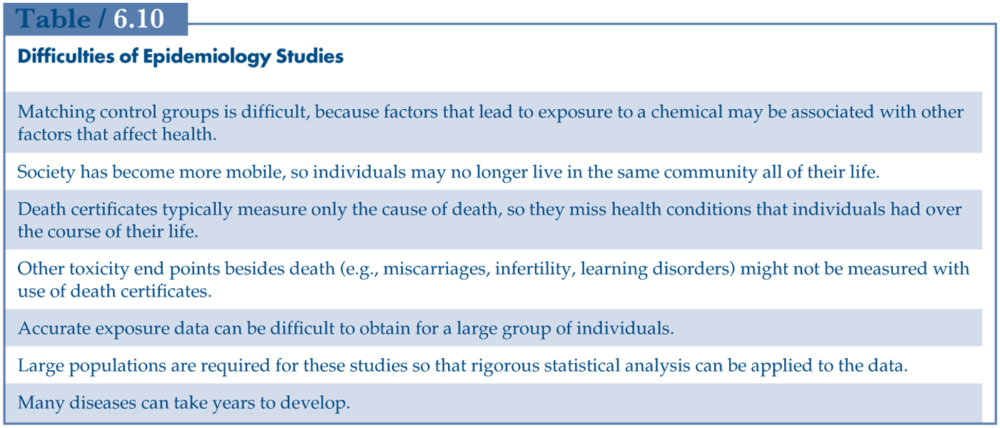 Table / 6.10
Difficulties of Epidemiology Studies
Matching control groups is difficult, because factors that lead to exposure to a chemical may be associated with other
factors that affect health.
Society has become more mobile, so individuals may no longer live in the same community all of their life.
Death certificates typically measure only the cause of death, so they miss health conditions that individuals had over
the course of their life.
Other toxicity end points besides death (e.g., miscarriages, infertility, learning disorders) might not be measured with
use of death certificates.
Accurate exposure data can be difficult to obtain for a large group of individuals.
Large populations are required for these studies so that rigorous statistical analysis can be applied to the data.
Many diseases can take years to develop.